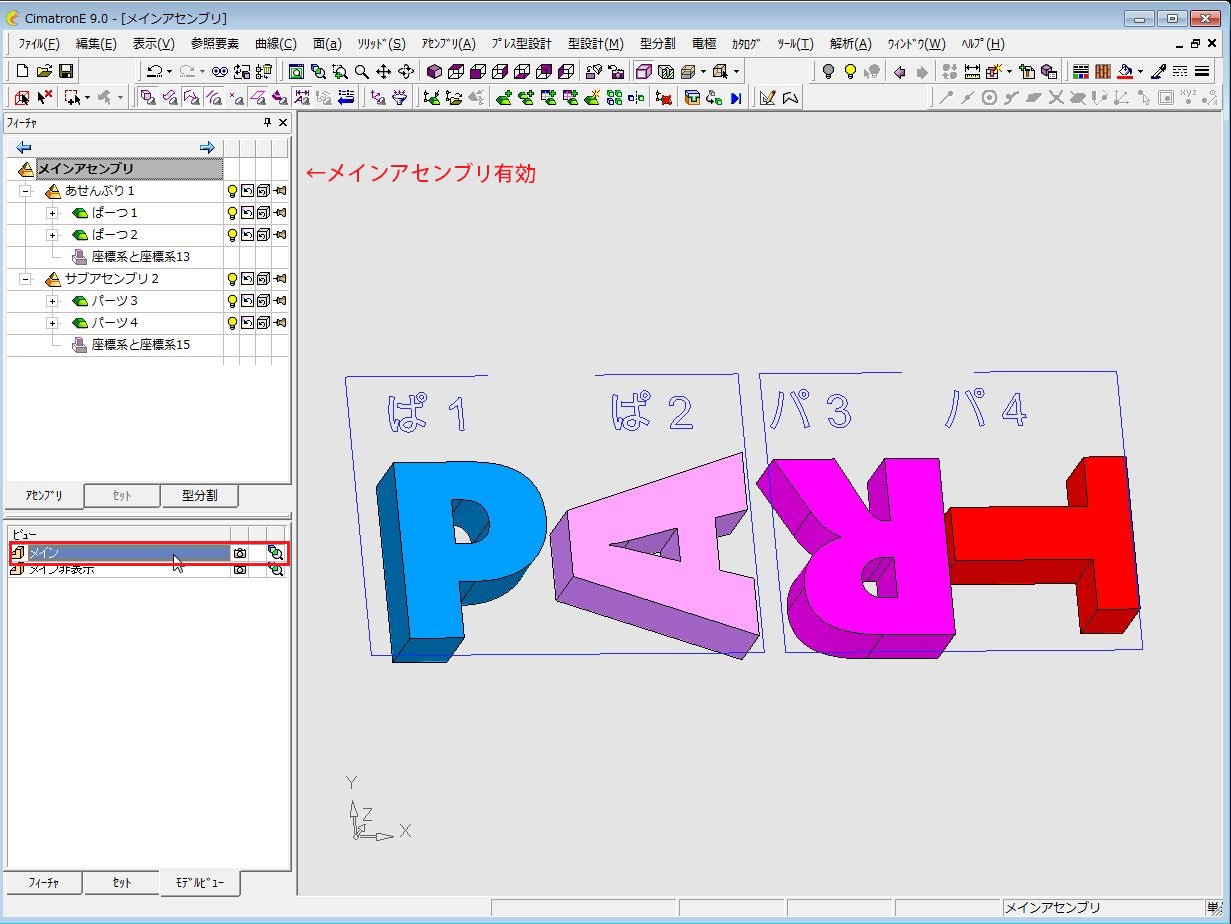 CimatronE 9.0 - [メインアセンブリ]
ﾌｧｲﾙ(F) 編集(E) 表示(V) 参照要素 曲線(C) 面(a) ｿﾘｯﾄﾞ(S) ｱｾﾝﾌﾞﾘ(A) ﾌﾟﾚｽ型設計 型設計(M) 型分割 電極 ｶﾀﾛｸﾞ ﾂｰﾙ(T) 解析(A) ｳｨﾝﾄﾞｳ(W) ﾍﾙﾌﾟ(H)
ﾌｨｰﾁｬ
メインアセンブリ
←メインアセンブリ有効
あせんぶり1
ぱーつ1
ぱーつ2
座標系と座標系13
サブアセンブリ2
パーツ3
パーツ4
座標系と座標系15
ぱ1 ぱ2 パ3 パ4
P A R T
ｱｾﾝﾌﾞﾘ ｾｯﾄ 型分割
ビュー
メイン
メイン非表示
Y
Z
X
ﾌｨｰﾁｬ ｾｯﾄ ﾓﾃﾞﾙﾋﾞｭｰ
メインアセンブリ